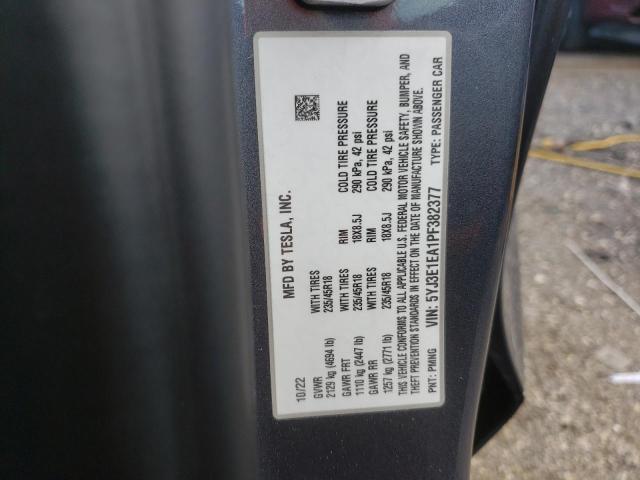 10/22 MFD BY TESLA, INC.
GVWR WITH TIRES RIM COLD TIRE PRESSURE
2129 kg (4694 lb) 235/45R18 18X8.5J 290 kPa, 42 psi
GAWR FRT WITH TIRES RIM COLD TIRE PRESSURE
1110 kg (2447 lb) 235/45R18 18X8.5J 290 kPa, 42 psi
GAWR RR
1257 kg (2771 lb) 235/45R18
THIS VEHICLE CONFORMS TO ALL APPLICABLE U.S. FEDERAL MOTOR VEHICLE SAFETY, BUMPER, AND
THEFT PREVENTION STANDARDS IN EFFECT ON THE DATE OF MANUFACTURE SHOWN ABOVE.
VIN: 5YJ3E1EA1PF382377
PNT: PMNG TYPE: PASSENGER CAR